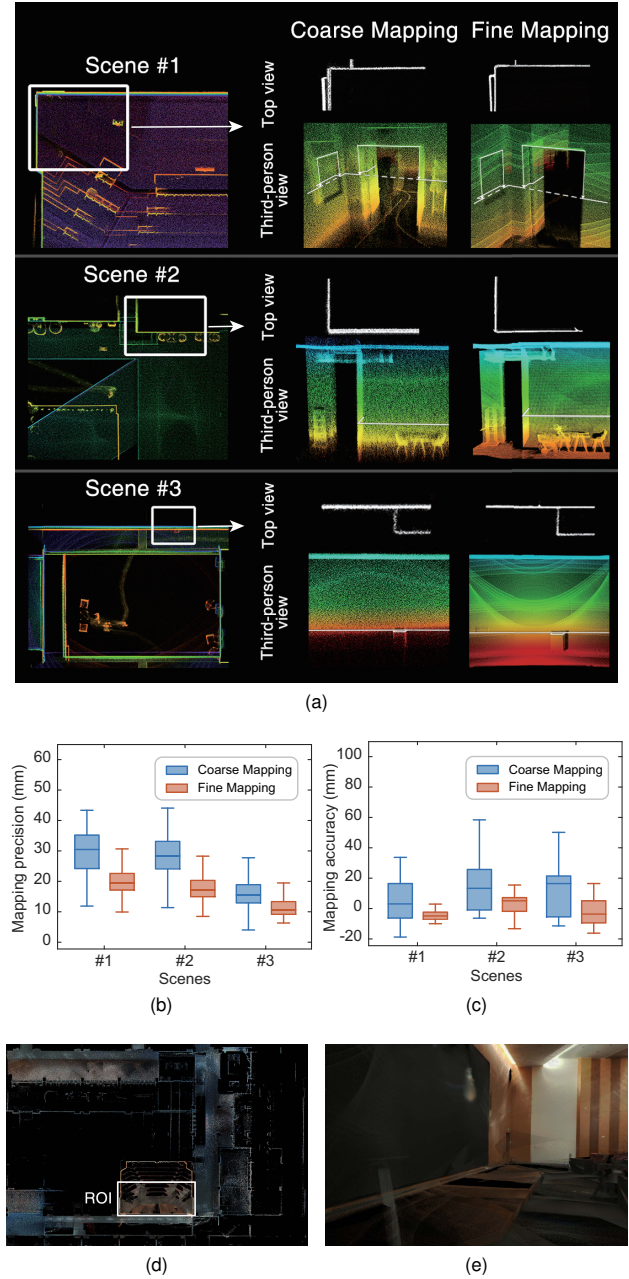 Coarse Mapping
Fine Mapping
Scene #1
Top view
Third-person
view
Scene #2
Top view
Third-person
view
Scene #3
Top view
Third-person
view
(a)
60
50
40
30
20
10
0
Mapping precision (mm)
Coarse Mapping
Fine Mapping
#1
#2
#3
Scenes
(b)
100
80
60
40
20
0
-20
Mapping accuracy (mm)
Coarse Mapping
Fine Mapping
#1
#2
#3
Scenes
(c)
ROI
(d)
(e)